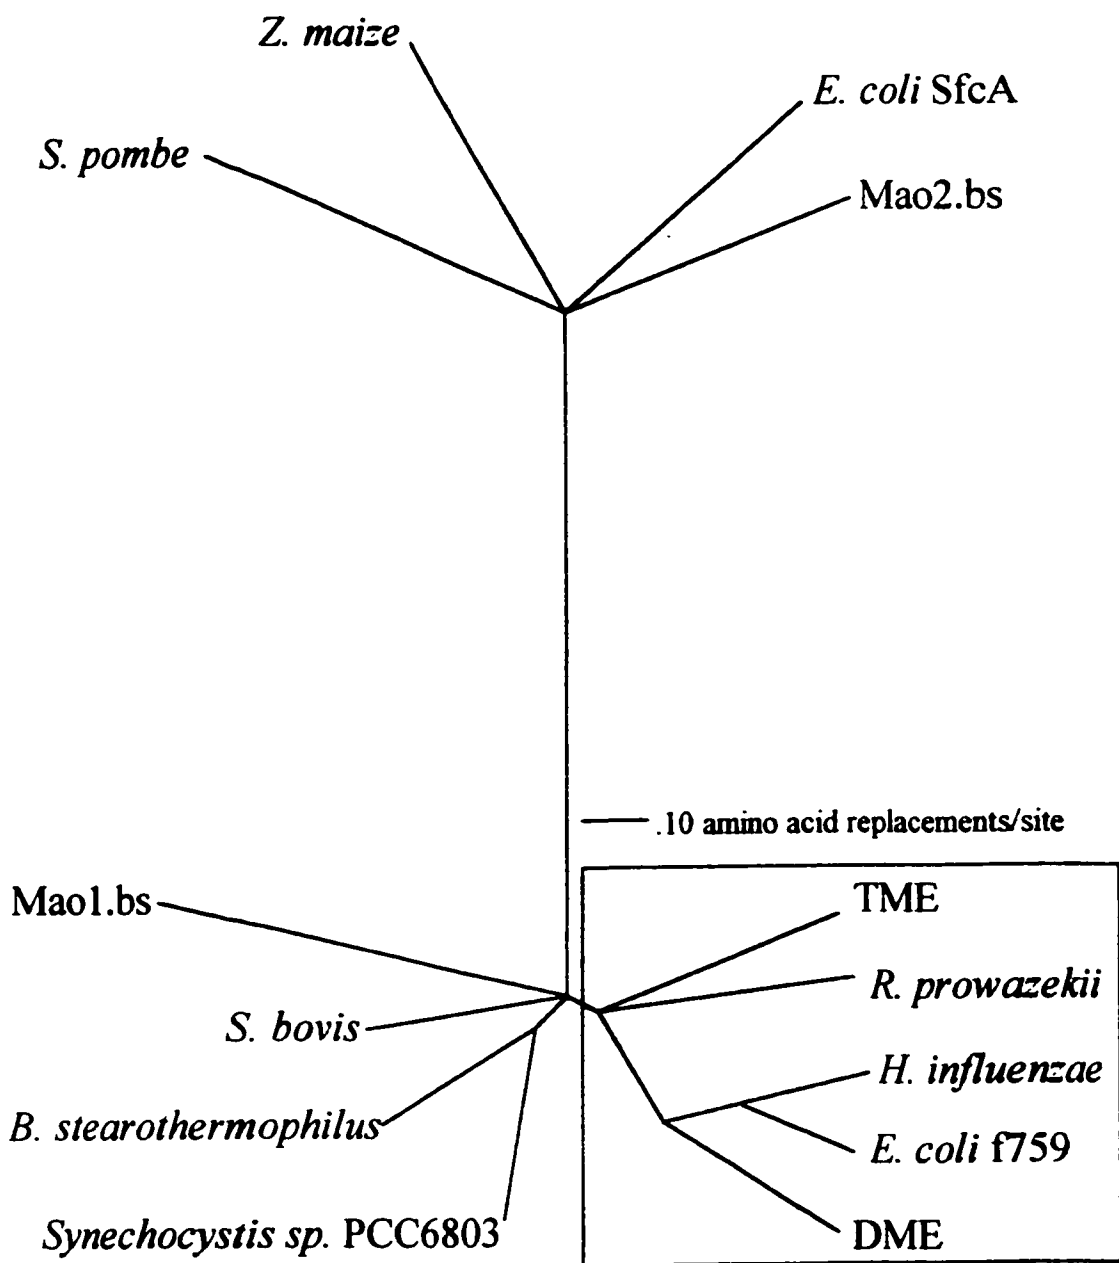 Z. maize
E. coli SfcA
S. pombe
Mao2.bs
.10 amino acid replacements/site
Mao1.bs
TME
R. prowazekii
S. bovis
H. influenzae
B. stearothermophilus
E. coli f759
Synechocystis sp. PCC6803
DME